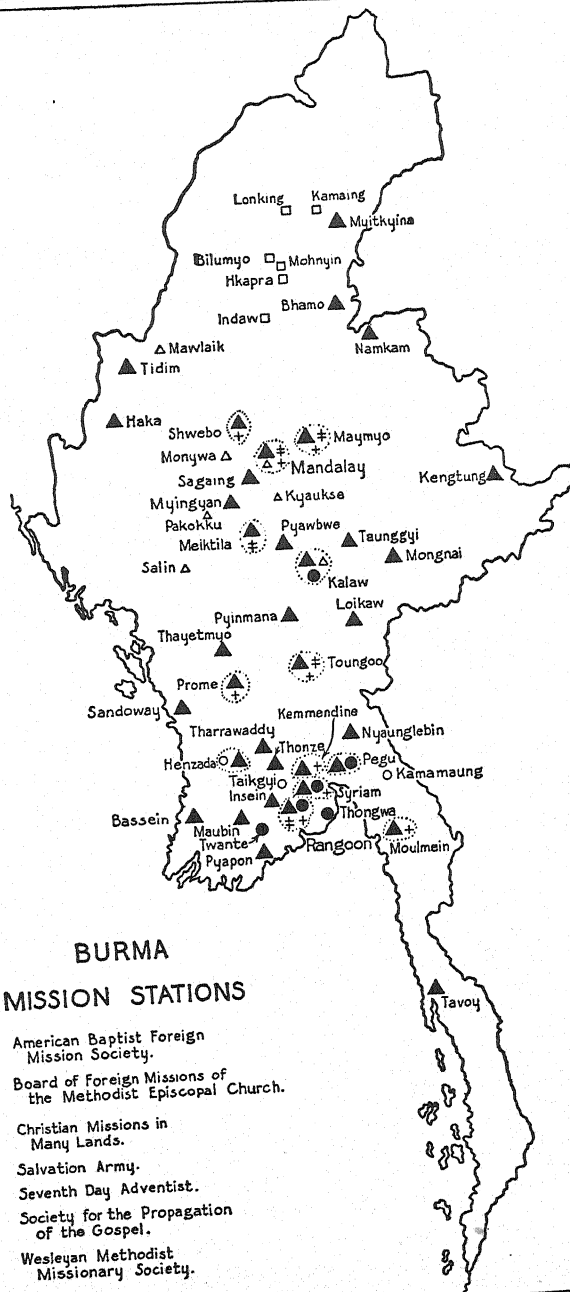 Lonking
Kamaing
Myitkyina
Bilumyo
Mohnyin
Hkapra
Bhamo
Indaw
Namkam
Mawlaik
Tidim
Haka
Shwebo
Maymyo
Monywa
Mandalay
Sagaing
Kengtung
Myingyan
Kyaukse
Pakokku
Pyawbwe
Taunggyi
Meiktila
Mongnai
Salin
Kalaw
Pyinmana
Loikaw
Thayetmyo
Toungoo
Prome
Sandoway
Kemmendine
Tharrawaddy
Nyaunglebin
Thonze
Henzada
Pegu
Taikgyi
Kamamaung
Insein
Syriam
Bassein
Maubin
Thongwa
Twante
Rangoon
Moulmein
Pyapon
BURMA
MISSION STATIONS
Tavoy
American Baptist Foreign
Mission Society.
Board of Foreign Missions of
the Methodist Episcopal Church.
Christian Missions in
Many Lands.
Salvation Army.
Seventh Day Adventist.
Society for the Propagation
of the Gospel.
Wesleyan Methodist
Missionary Society.